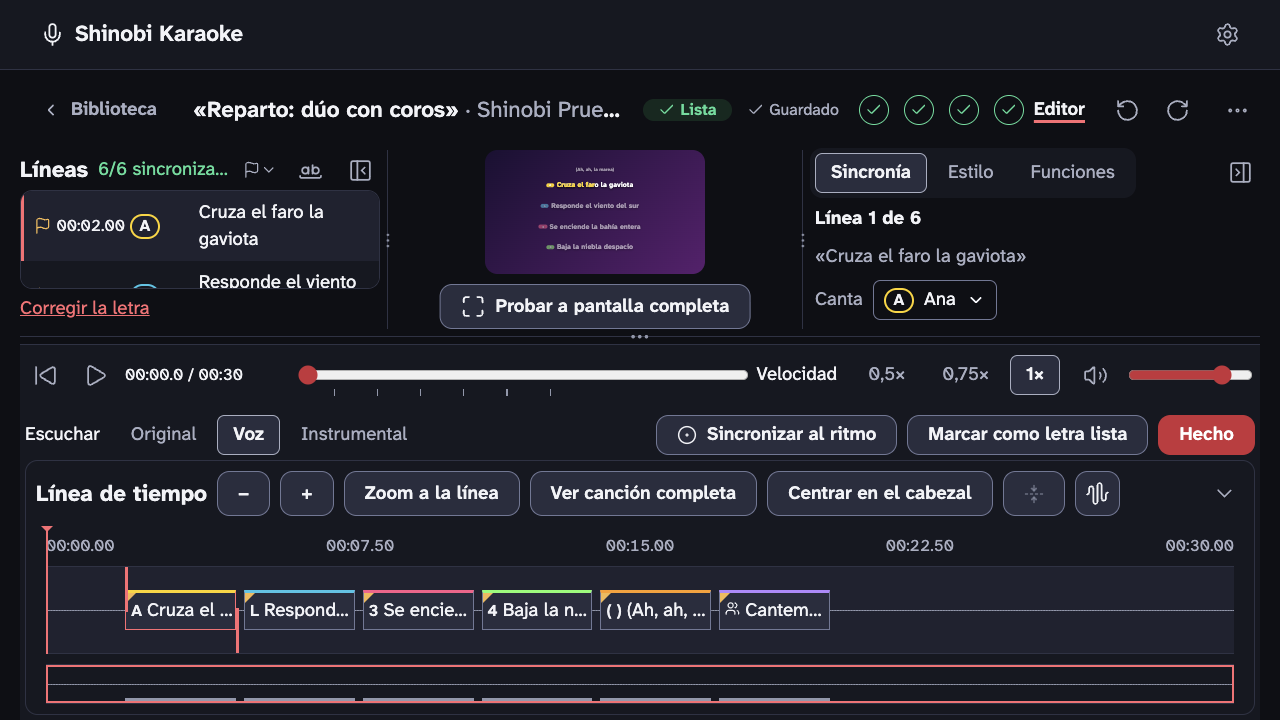 Shinobi Karaoke
Biblioteca
«Reparto: dúo con coros» · Shinobi Prue...
Lista
Guardado
Editor
Líneas 6/6 sincroniza...
ab
00:02.00 A Cruza el faro la gaviota
Responde el viento
Corregir la letra
(Ah, ah, la marea)
Cruza el faro la gaviota
Responde el viento del sur
Se enciende la bahía entera
Baja la niebla despacio
Probar a pantalla completa
Sincronía Estilo Funciones
Línea 1 de 6
«Cruza el faro la gaviota»
Canta A Ana
00:00.0 / 00:30
Velocidad 0,5× 0,75× 1×
Escuchar Original Voz Instrumental
Sincronizar al ritmo
Marcar como letra lista
Hecho
Línea de tiempo − + Zoom a la línea Ver canción completa Centrar en el cabezal
00:00.00 00:07.50 00:15.00 00:22.50 00:30.00
A Cruza el ... L Respond... 3 Se encie... 4 Baja la n... ( ) (Ah, ah, ... Cantem...